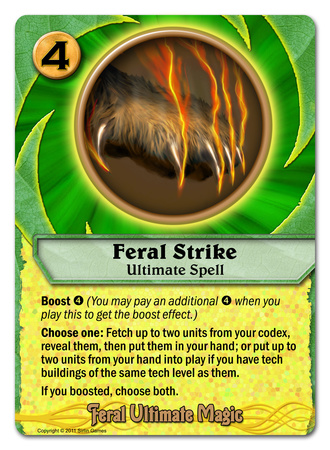 4
Feral Strike
Ultimate Spell
Boost 4 (You may pay an additional 4 when you
play this to get the boost effect.)
Choose one: Fetch up to two units from your codex,
reveal them, then put them in your hand; or put up to
two units from your hand into play if you have tech
buildings of the same tech level as them.
If you boosted, choose both.
Feral Ultimate Magic
Copyright © 2011 Sirlin Games